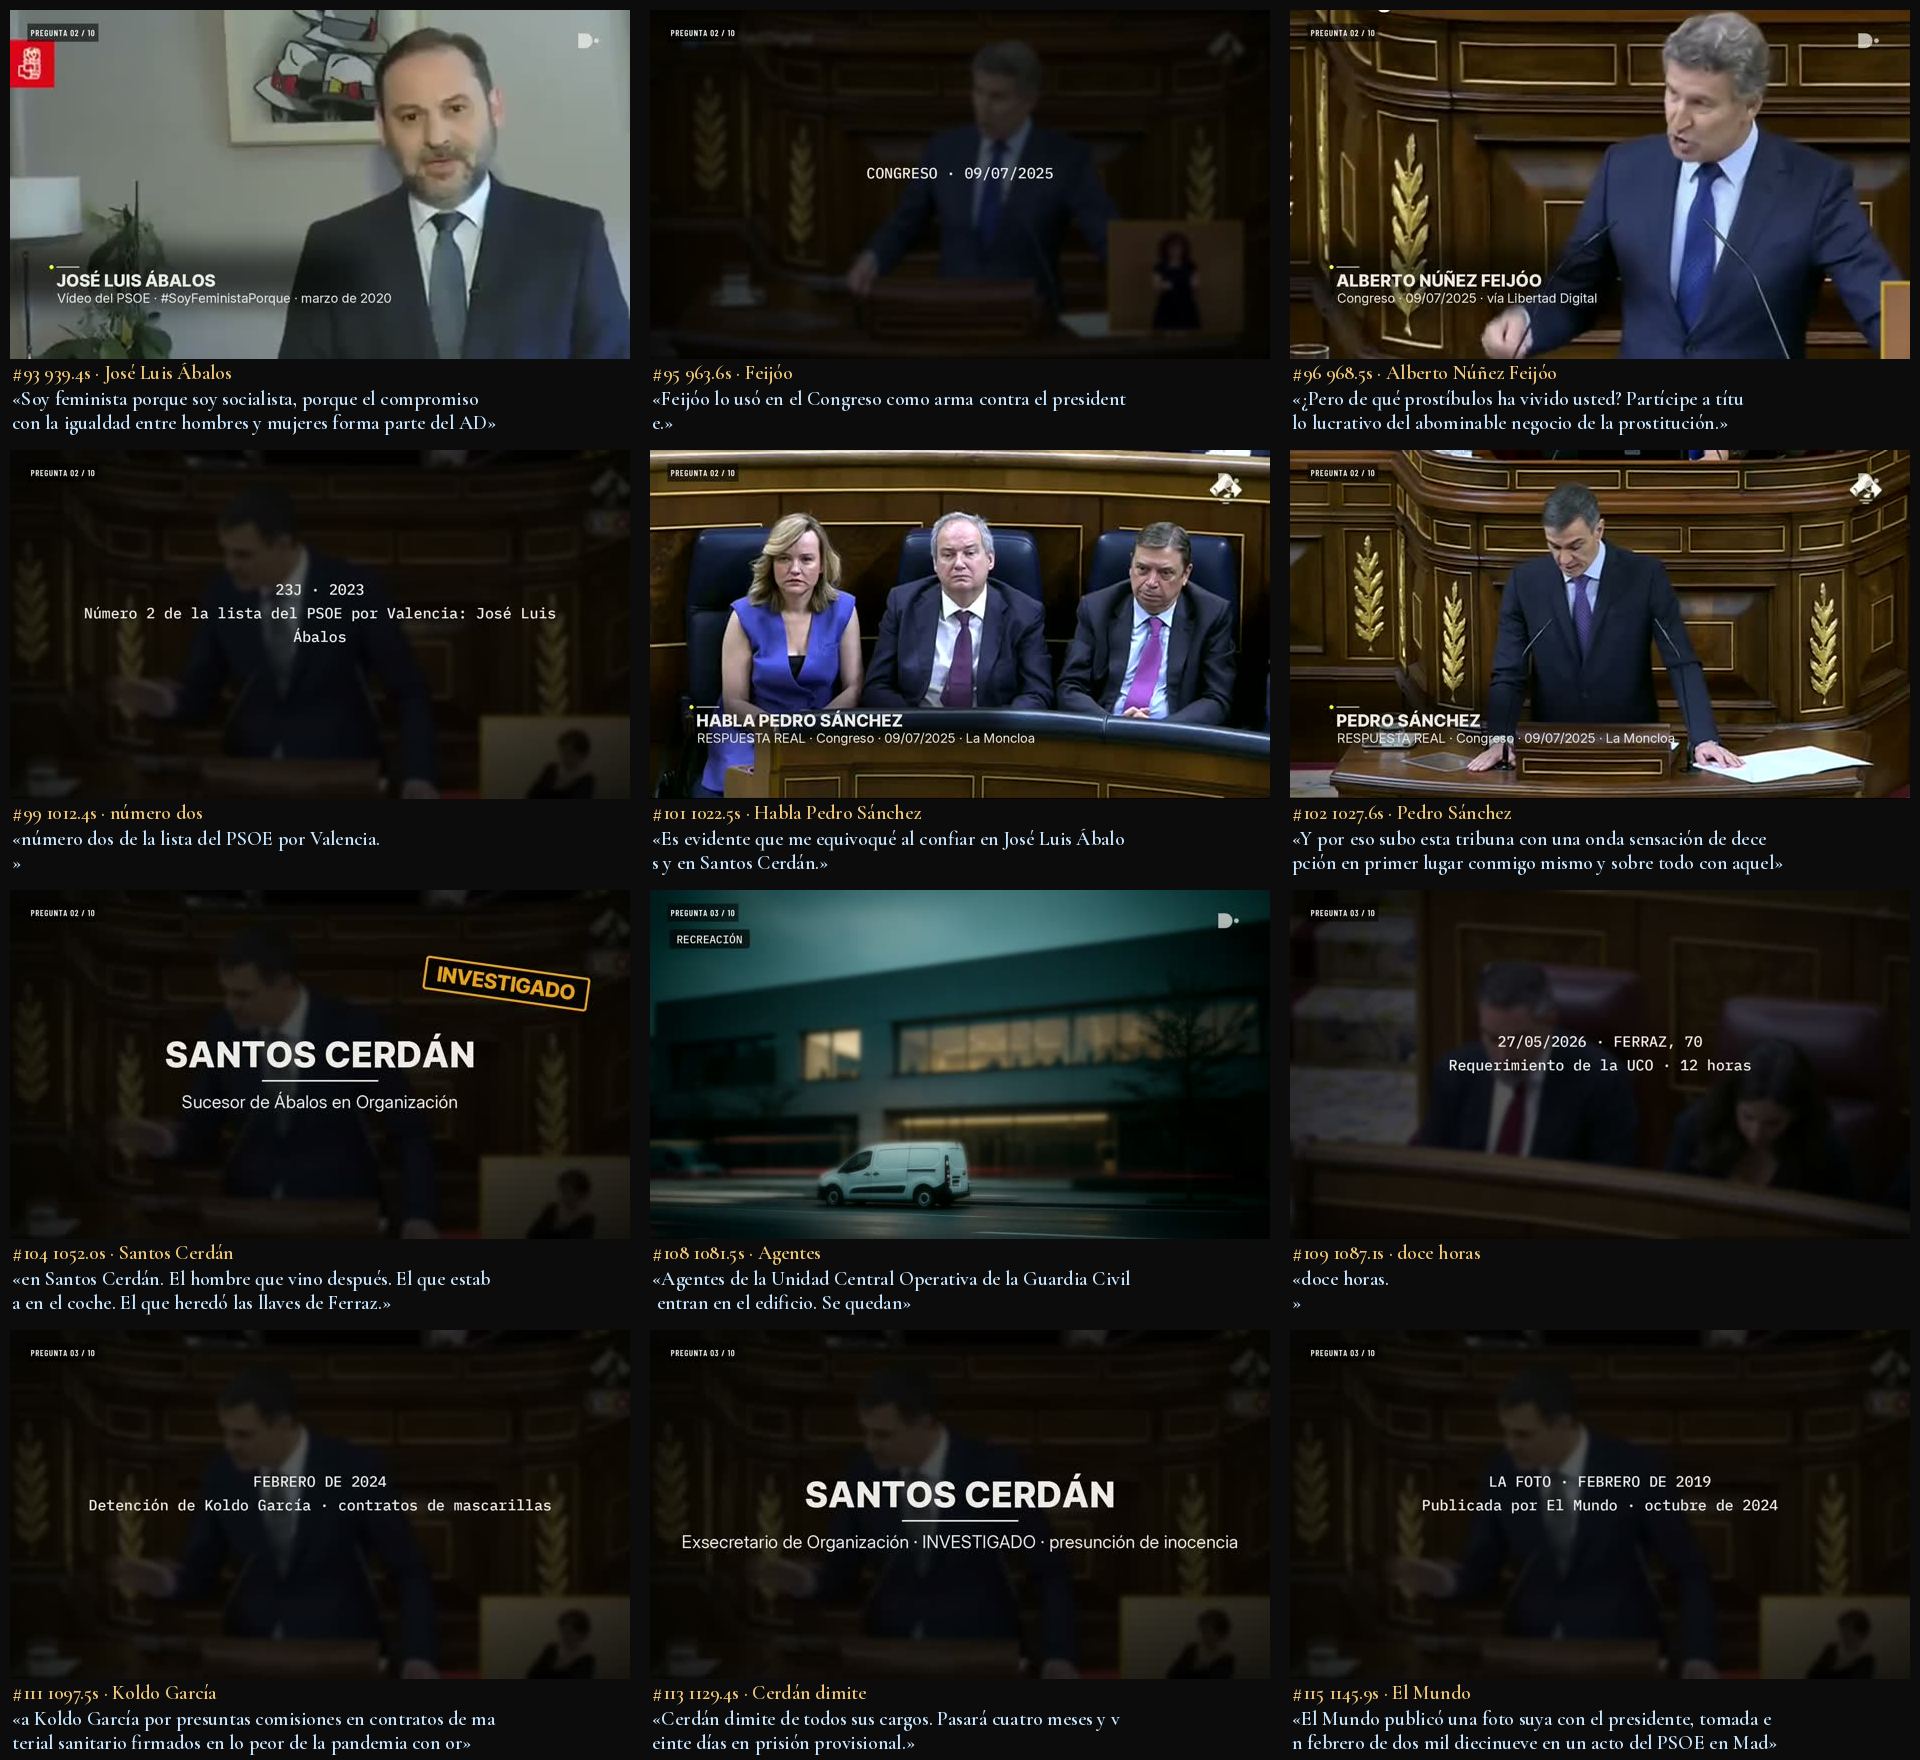 PREGUNTA 02 / 10
JOSÉ LUIS ÁBALOS
Vídeo del PSOE · #SoyFeministaPorque · marzo de 2020
#93 939.4s · José Luis Ábalos
«Soy feminista porque soy socialista, porque el compromiso
con la igualdad entre hombres y mujeres forma parte del AD»
PREGUNTA 02 / 10
CONGRESO · 09/07/2025
#95 963.6s · Feijóo
«Feijóo lo usó en el Congreso como arma contra el president
e.»
PREGUNTA 02 / 10
ALBERTO NÚÑEZ FEIJÓO
Congreso · 09/07/2025 · vía Libertad Digital
#96 968.5s · Alberto Núñez Feijóo
«¿Pero de qué prostíbulos ha vivido usted? Partícipe a títu
lo lucrativo del abominable negocio de la prostitución.»
PREGUNTA 02 / 10
23J · 2023
Número 2 de la lista del PSOE por Valencia: José Luis
Ábalos
#99 1012.4s · número dos
«número dos de la lista del PSOE por Valencia.
»
PREGUNTA 02 / 10
HABLA PEDRO SÁNCHEZ
RESPUESTA REAL · Congreso · 09/07/2025 · La Moncloa
#101 1022.5s · Habla Pedro Sánchez
«Es evidente que me equivoqué al confiar en José Luis Ábalo
s y en Santos Cerdán.»
PREGUNTA 02 / 10
PEDRO SÁNCHEZ
RESPUESTA REAL · Congreso · 09/07/2025 · La Moncloa
#102 1027.6s · Pedro Sánchez
«Y por eso subo esta tribuna con una onda sensación de dece
pción en primer lugar conmigo mismo y sobre todo con aquel»
PREGUNTA 02 / 10
INVESTIGADO
SANTOS CERDÁN
Sucesor de Ábalos en Organización
#104 1052.0s · Santos Cerdán
«en Santos Cerdán. El hombre que vino después. El que estab
a en el coche. El que heredó las llaves de Ferraz.»
PREGUNTA 03 / 10
RECREACIÓN
#108 1081.5s · Agentes
«Agentes de la Unidad Central Operativa de la Guardia Civil
entran en el edificio. Se quedan»
PREGUNTA 03 / 10
27/05/2026 · FERRAZ, 70
Requerimiento de la UCO · 12 horas
#109 1087.1s · doce horas
«doce horas.
»
PREGUNTA 03 / 10
FEBRERO DE 2024
Detención de Koldo García · contratos de mascarillas
#111 1097.5s · Koldo García
«a Koldo García por presuntas comisiones en contratos de ma
terial sanitario firmados en lo peor de la pandemia con or»
PREGUNTA 03 / 10
SANTOS CERDÁN
Exsecretario de Organización · INVESTIGADO · presunción de inocencia
#113 1129.4s · Cerdán dimite
«Cerdán dimite de todos sus cargos. Pasará cuatro meses y v
einte días en prisión provisional.»
PREGUNTA 03 / 10
LA FOTO · FEBRERO DE 2019
Publicada por El Mundo · octubre de 2024
#115 1145.9s · El Mundo
«El Mundo publicó una foto suya con el presidente, tomada e
n febrero de dos mil diecinueve en un acto del PSOE en Mad»